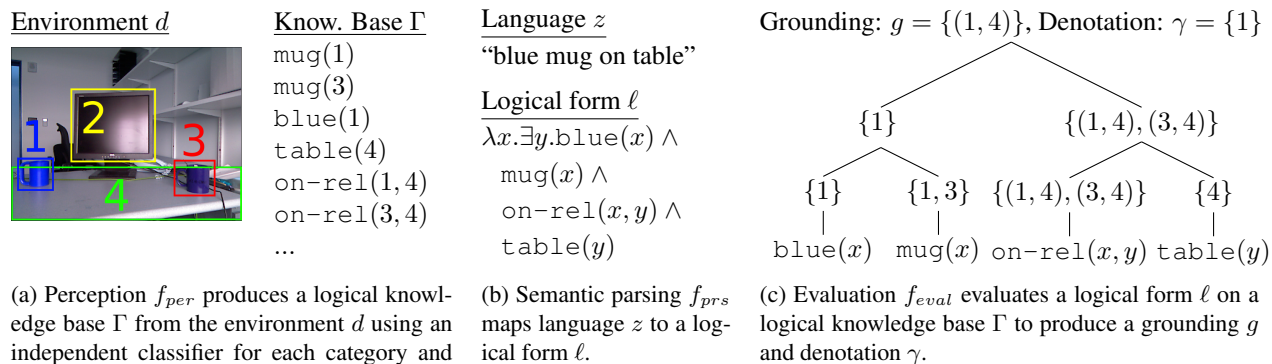 Environment d
1
2
3
4
Know. Base Γ
mug(1)
mug(3)
blue(1)
table(4)
on-rel(1, 4)
on-rel(3, 4)
...
(a) Perception f_per produces a logical knowl-
edge base Γ from the environment d using an
independent classifier for each category and
Language z
“blue mug on table”
Logical form ℓ
λx.∃y.blue(x) ∧
mug(x) ∧
on-rel(x, y) ∧
table(y)
(b) Semantic parsing f_prs
maps language z to a log-
ical form ℓ.
Grounding: g = {(1, 4)}, Denotation: γ = {1}
{1} {(1, 4), (3, 4)}
{1} {1, 3} {(1, 4), (3, 4)} {4}
blue(x) mug(x) on-rel(x, y) table(y)
(c) Evaluation f_eval evaluates a logical form ℓ on a
logical knowledge base Γ to produce a grounding g
and denotation γ.